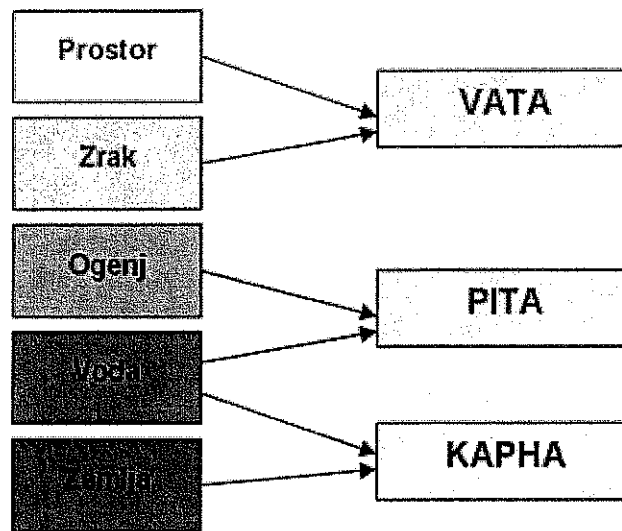 Prostor
VATA
Zrak
Ogenj
PITA
Voda
KAPHA
Zemlja